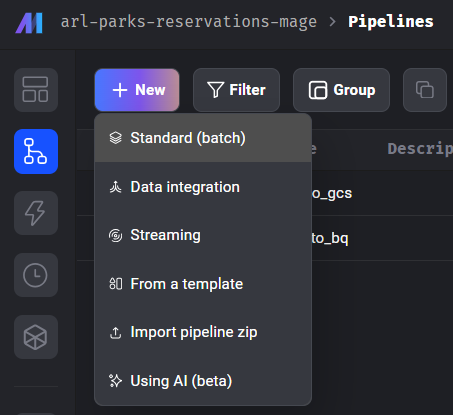 arl-parks-reservations-mage > Pipelines
+ New Filter Group
Standard (batch)
Descrip
Data integration
o_gcs
Streaming
to_bq
From a template
Import pipeline zip
Using AI (beta)